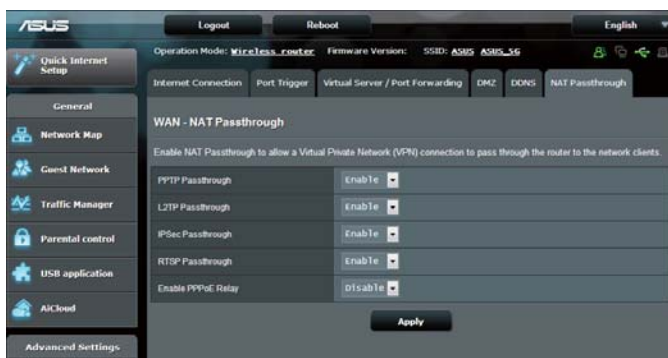 ASUS
Logout
Reboot
English
Quick Internet Setup
Operation Mode: Wireless router Firmware Version: SSID: ASUS ASUS_5G
Internet Connection
Port Trigger
Virtual Server / Port Forwarding
DMZ
DDNS
NAT Passthrough
General
Network Map
Guest Network
Traffic Manager
Parental control
USB application
AiCloud
Advanced Settings
WAN - NAT Passthrough
Enable NAT Passthrough to allow a Virtual Private Network (VPN) connection to pass through the router to the network clients.
PPTP Passthrough Enable
L2TP Passthrough Enable
IPSec Passthrough Enable
RTSP Passthrough Enable
Enable PPPoE Relay Disable
Apply